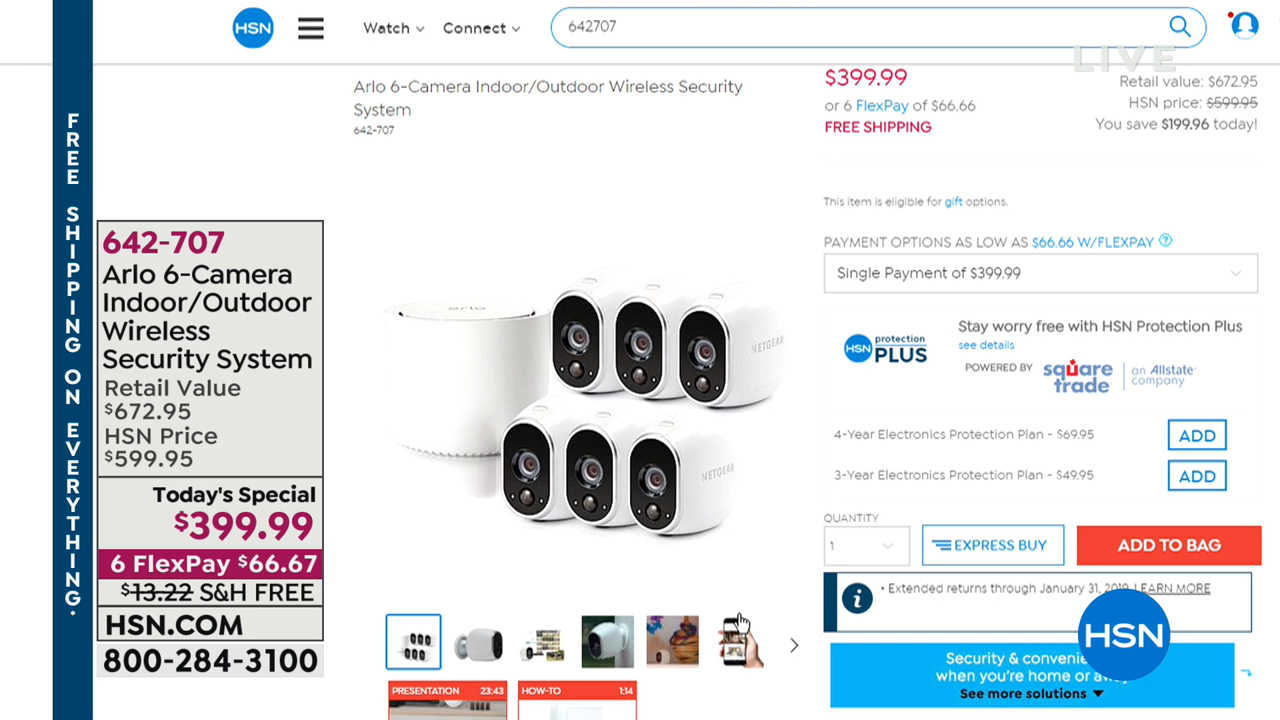 HSN
Watch
Connect
642707
LIVE
FREE SHIPPING ON EVERYTHING.*
642-707
Arlo 6-Camera
Indoor/Outdoor
Wireless
Security System
Retail Value
$672.95
HSN Price
$599.95
Today's Special
$399.99
6 FlexPay $66.67
$13.22 S&H FREE
HSN.COM
800-284-3100
Arlo 6-Camera Indoor/Outdoor Wireless Security
System
642-707
arlo
NETGEAR
NETGEAR
PRESENTATION 23:43
HOW-TO 1:14
$399.99
or 6 FlexPay of $66.66
FREE SHIPPING
Retail value: $672.95
HSN price: $599.95
You save $199.96 today!
This item is eligible for gift options.
PAYMENT OPTIONS AS LOW AS $66.66 W/FLEXPAY ?
Single Payment of $399.99
HSN protection PLUS
Stay worry free with HSN Protection Plus
see details
POWERED BY
square trade
an Allstate company
4-Year Electronics Protection Plan - $69.95 ADD
3-Year Electronics Protection Plan - $49.95 ADD
QUANTITY
1
EXPRESS BUY
ADD TO BAG
i
• Extended returns through January 31, 2019. LEARN MORE
HSN
Security &
when you're home or
See more solutions